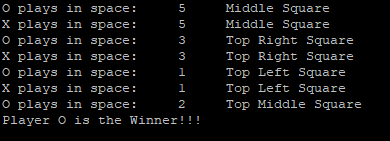 O plays in space: 5 Middle Square
X plays in space: 5 Middle Square
O plays in space: 3 Top Right Square
X plays in space: 3 Top Right Square
O plays in space: 1 Top Left Square
X plays in space: 1 Top Left Square
O plays in space: 2 Top Middle Square
Player O is the Winner!!!